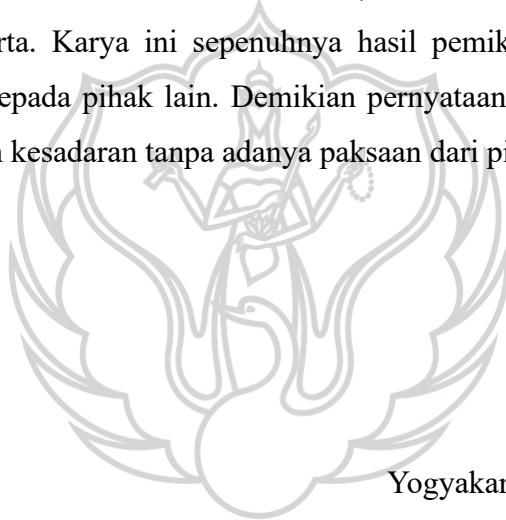 rta. Karya ini sepenuhnya hasil pemik
epada pihak lain. Demikian pernyataan
n kesadaran tanpa adanya paksaan dari pi
Yogyakar